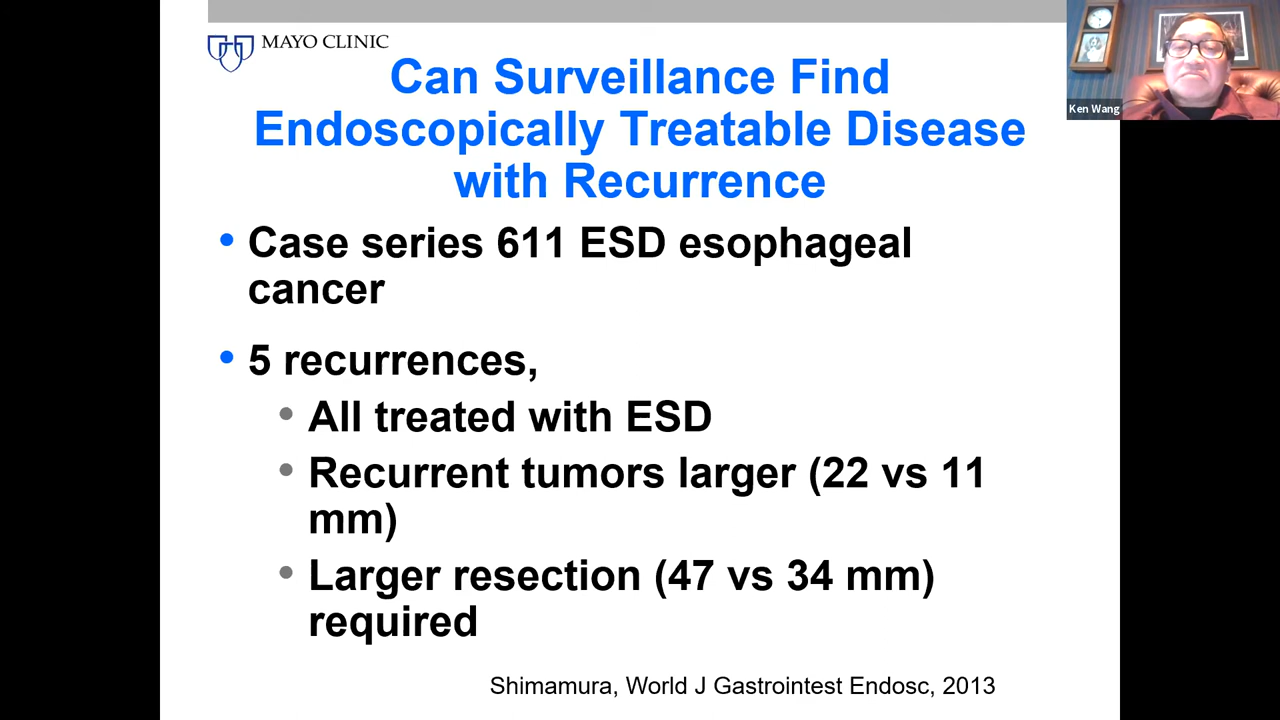 MAYO CLINIC
Can Surveillance Find
Endoscopically Treatable Disease
with Recurrence
• Case series 611 ESD esophageal
cancer
• 5 recurrences,
• All treated with ESD
• Recurrent tumors larger (22 vs 11
mm)
• Larger resection (47 vs 34 mm)
required
Shimamura, World J Gastrointest Endosc, 2013
Ken Wang